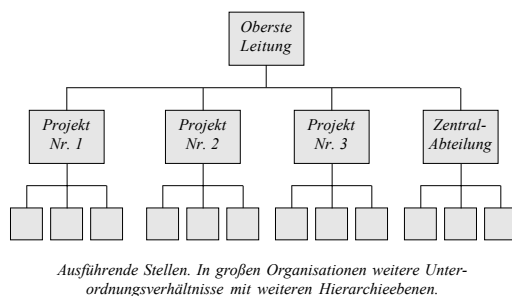 Oberste
Leitung
Projekt
Nr. 1
Projekt
Nr. 2
Projekt
Nr. 3
Zentral-
Abteilung
Ausführende Stellen. In großen Organisationen weitere Unter-
ordnungsverhältnisse mit weiteren Hierarchieebenen.